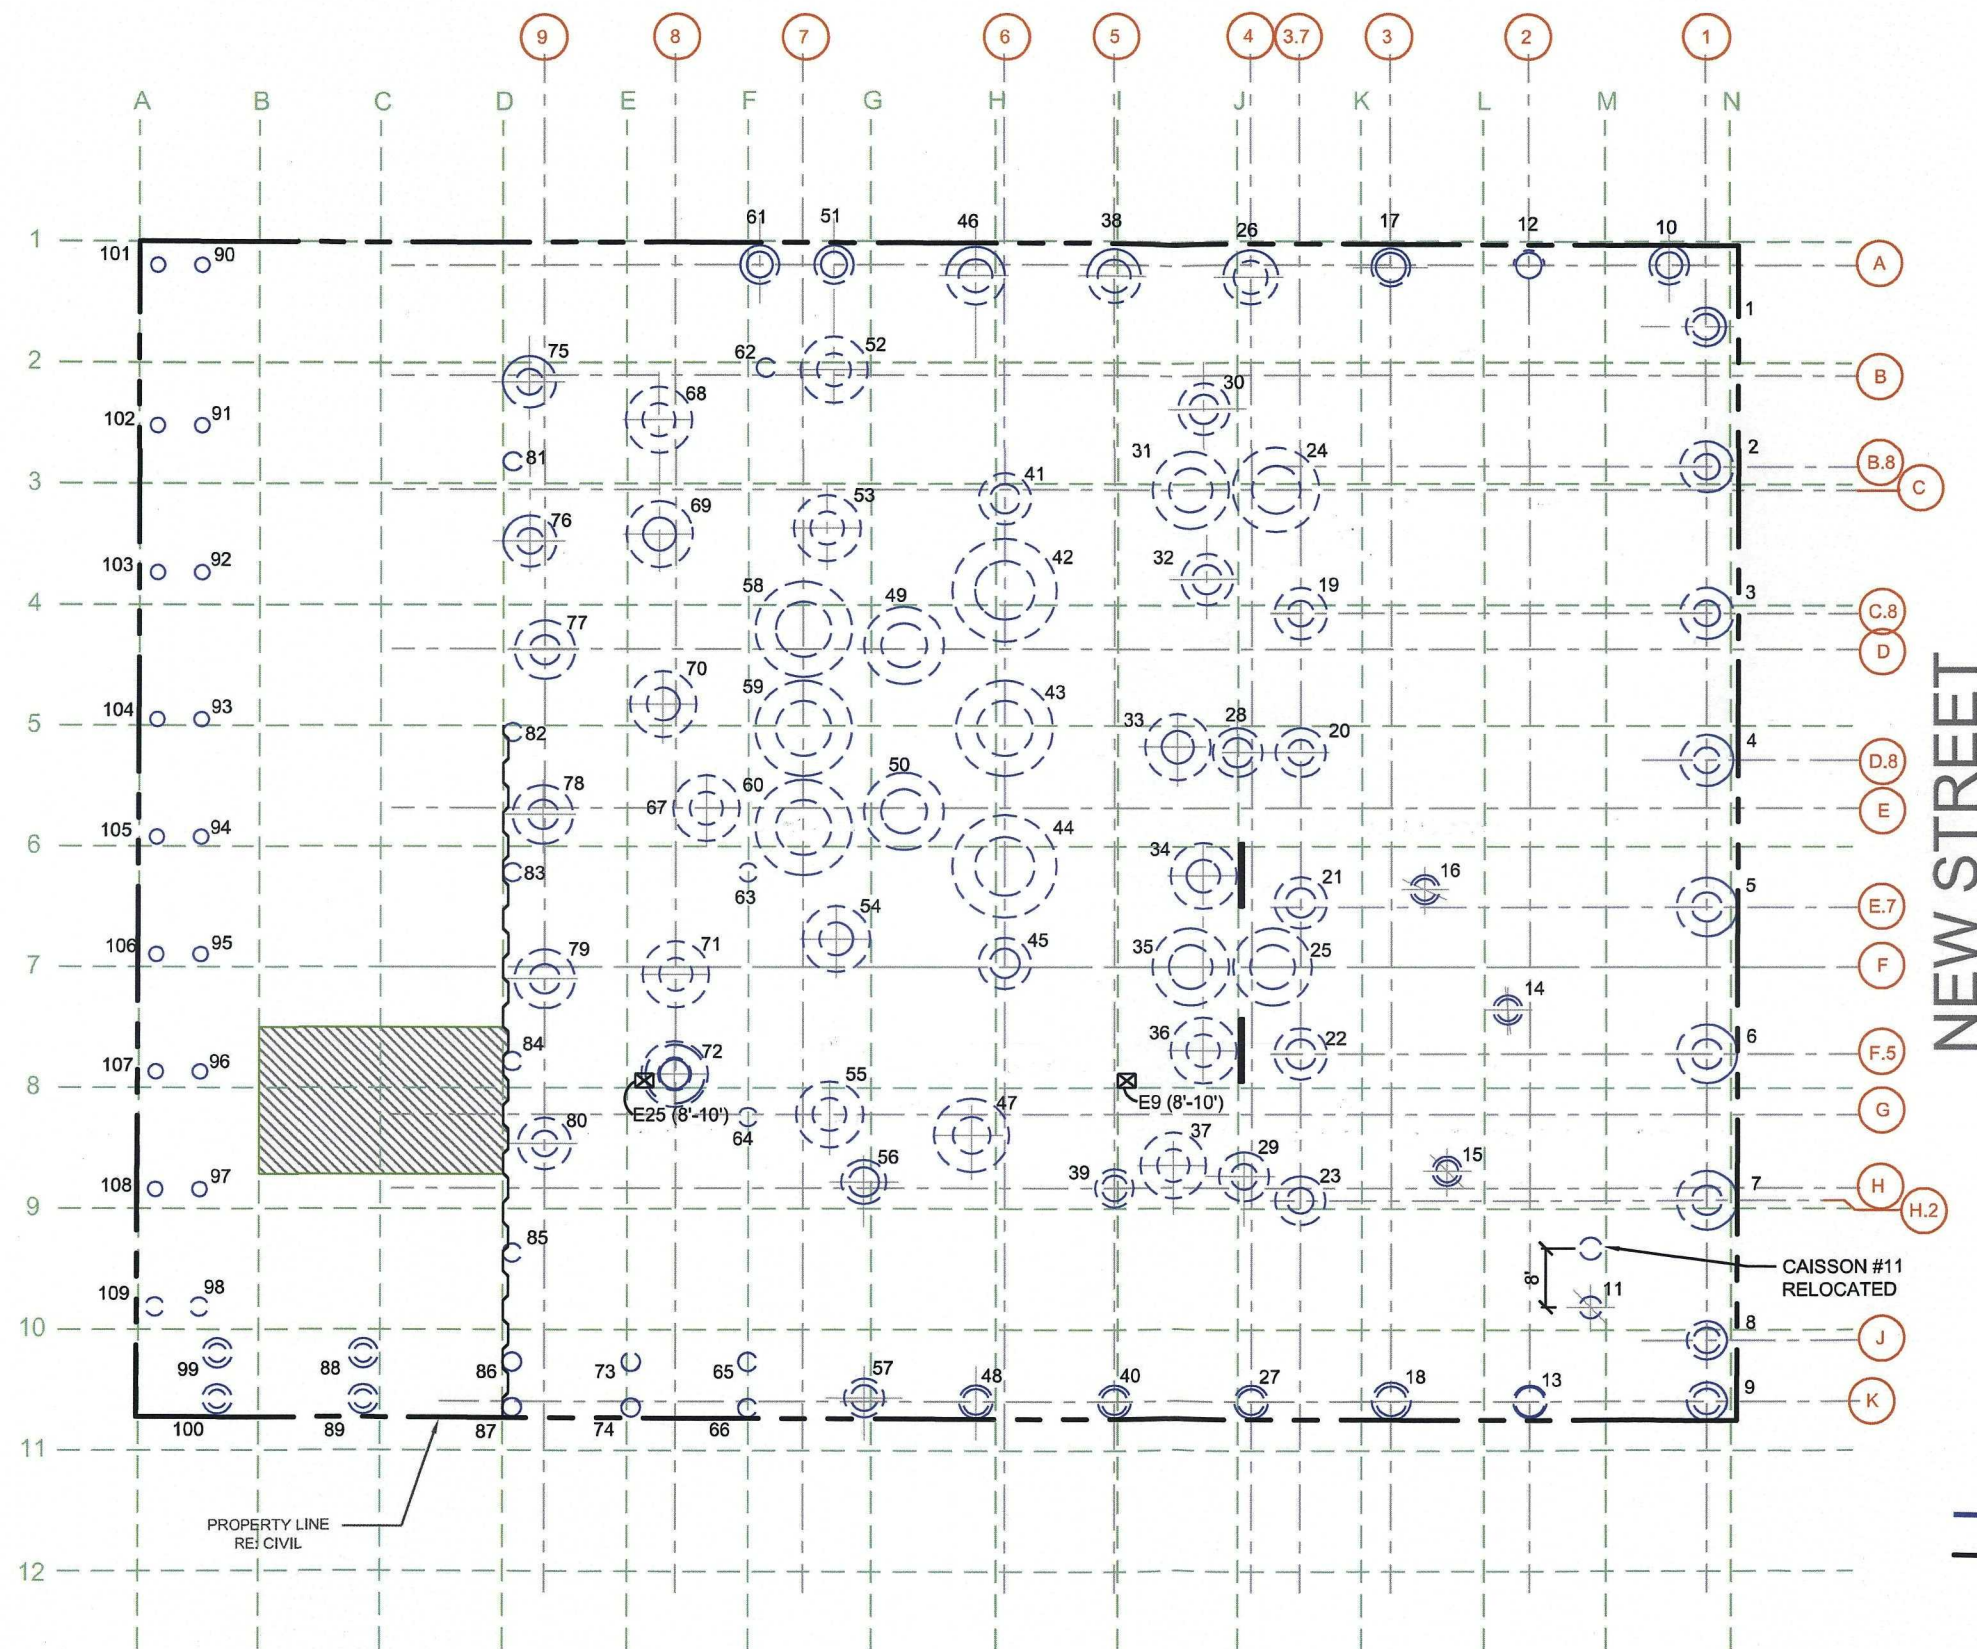 9 8 7 6 5 4 3.7 3 2 1
A B C D E F G H I J K L M N
61 51 46 38 26 17 12 10
1 101 90 A
1
2 75 62 52 B
68 30
102 91 2
81 31 24 B.8
3 41 C
76 69 53
103 92 58 42 32
4 49 19 3 C.8
77 D
70
104 93 59 43 33 28 20 4
5 82
D.8
78 67 60 50 E
105 94
6 44 34
83 63 16 5
21 E.7
54
106 95 79 71 45 35 25
7 F
14
107 96 84 72 36 22 6 F.5
8 55
E25 (8'-10') 64 47 E9 (8'-10') G
80 37
108 97 56 39 29 23 15 7 H
9 H.2
85
CAISSON #11
RELOCATED
8'
109 98 11
10 8 J
99 88 86 73 65 57 48 40 27 18 13 9 K
100 89 87 74 66
11
PROPERTY LINE
RE: CIVIL
12
NEW STREET